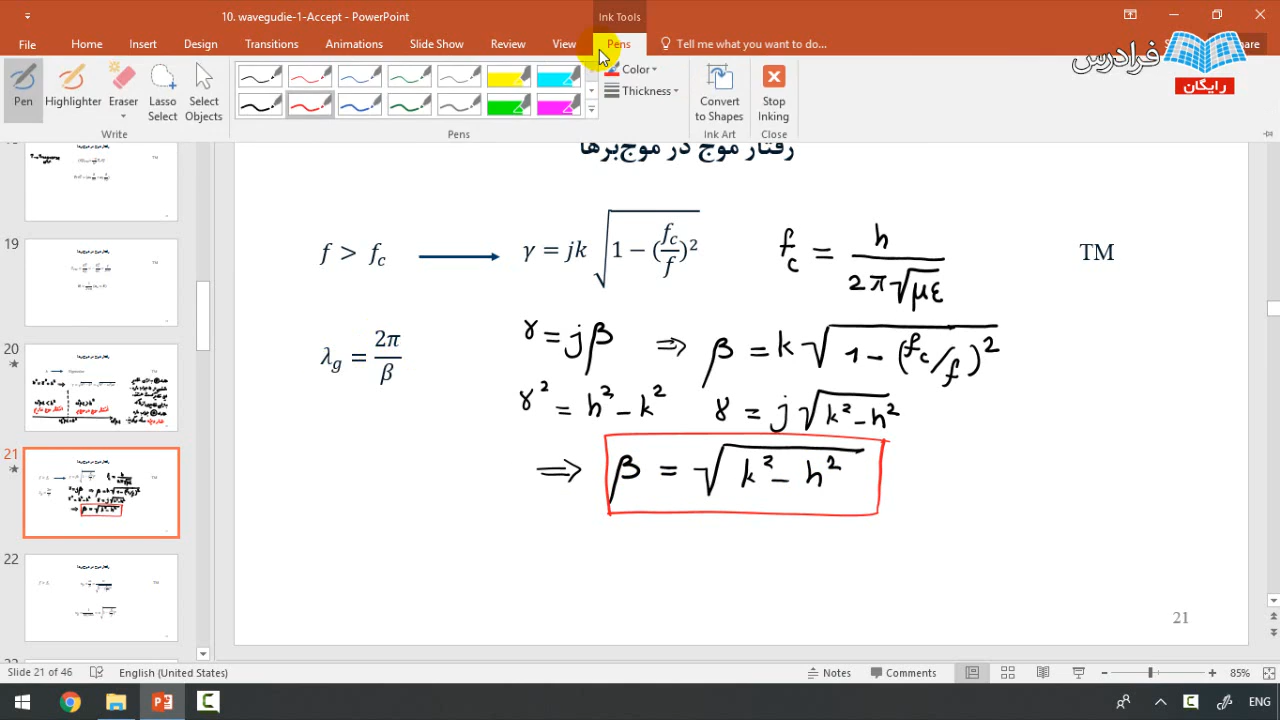 10. wavegudie-1-Accept - PowerPoint
Ink Tools
File Home Insert Design Transitions Animations Slide Show Review View Pens Tell me what you want to do... Share
فرادرس
رایگان
Pen Highlighter Eraser Lasso Select Select Objects
Color
Thickness
Convert to Shapes
Stop Inking
Write Pens Ink Art Close
رفتار موج در موج‌برها
f > f_c → γ = jk √(1 − (f_c/f)²)
f_c = h / (2π√με)
TM
λ_g = 2π/β
γ = jβ ⇒ β = k √(1 − (f_c/f)²)
γ² = h² − k² γ = j √(k² − h²)
⇒ β = √(k² − h²)
21
19
20
21
22
Slide 21 of 46 English (United States) Notes Comments 85%
ENG